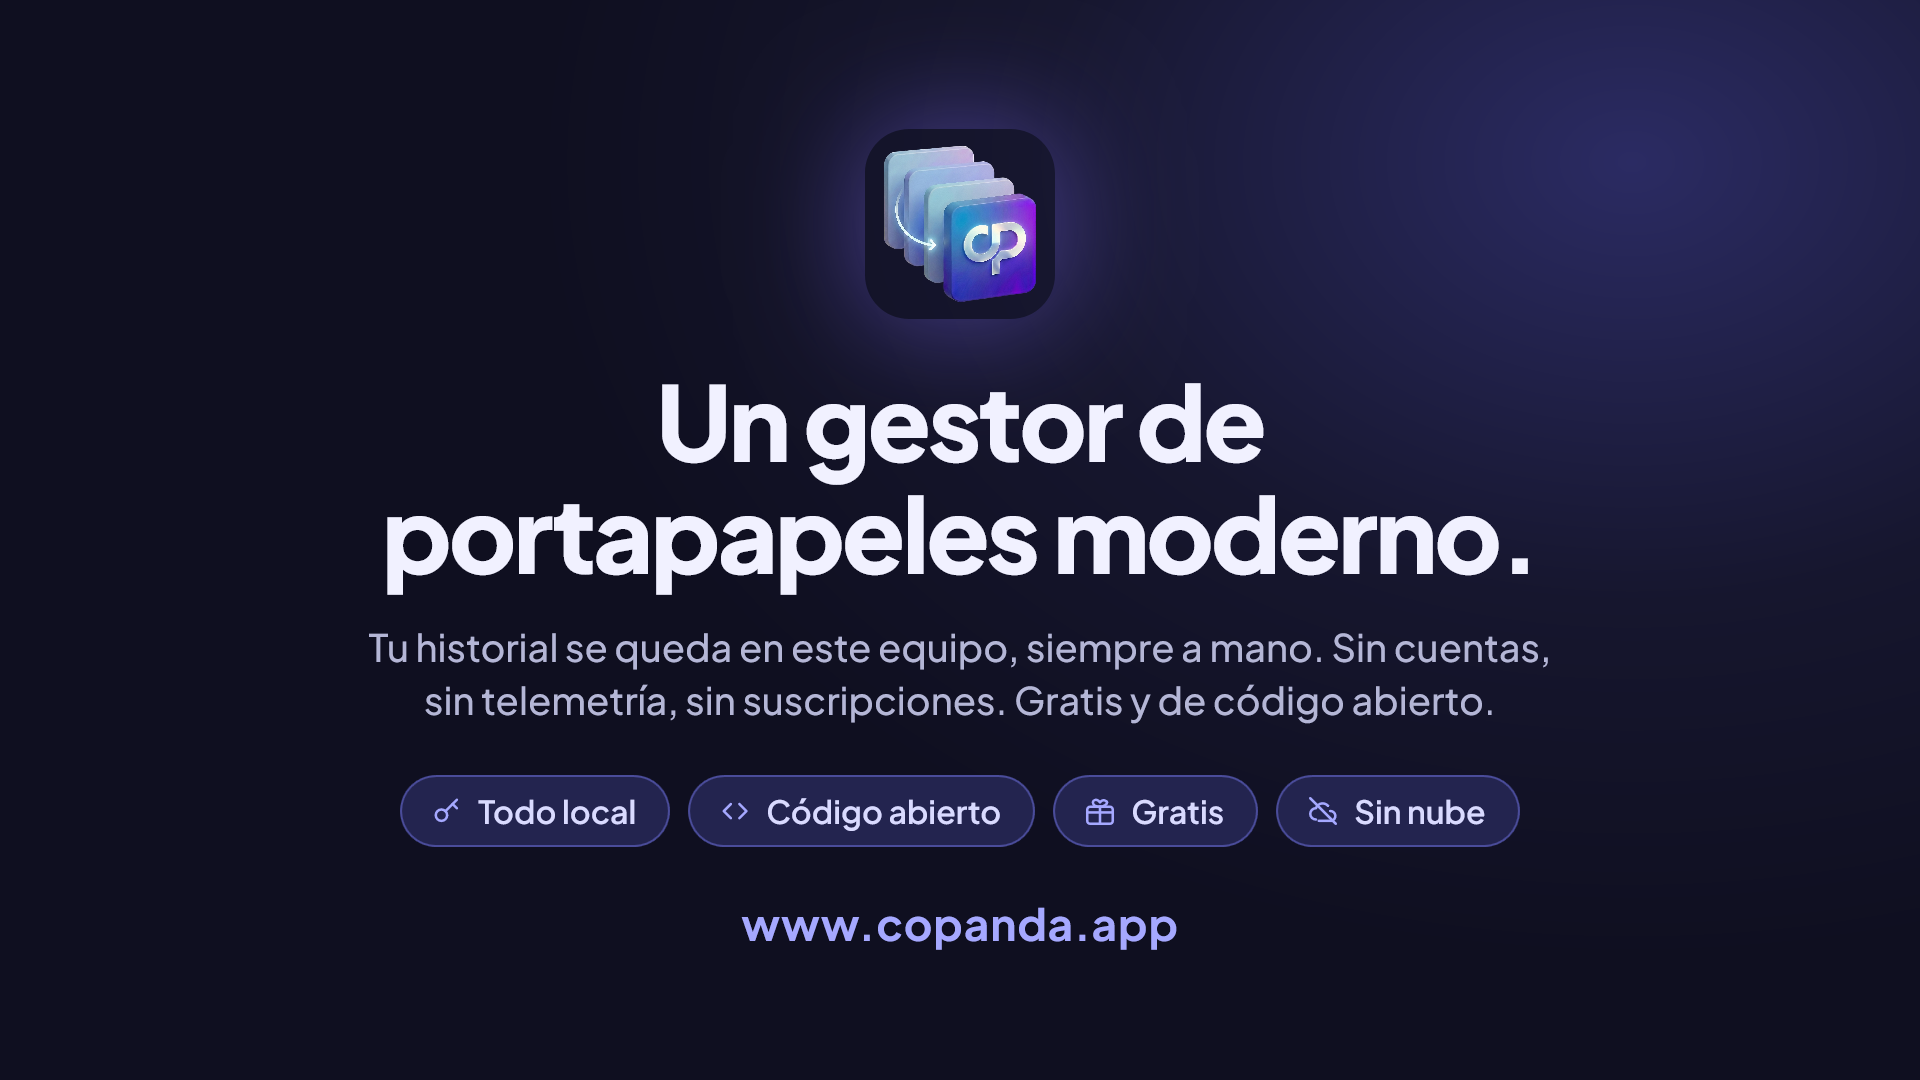 CP
Un gestor de
portapapeles moderno.
Tu historial se queda en este equipo, siempre a mano. Sin cuentas,
sin telemetría, sin suscripciones. Gratis y de código abierto.
Todo local
Código abierto
Gratis
Sin nube
www.copanda.app